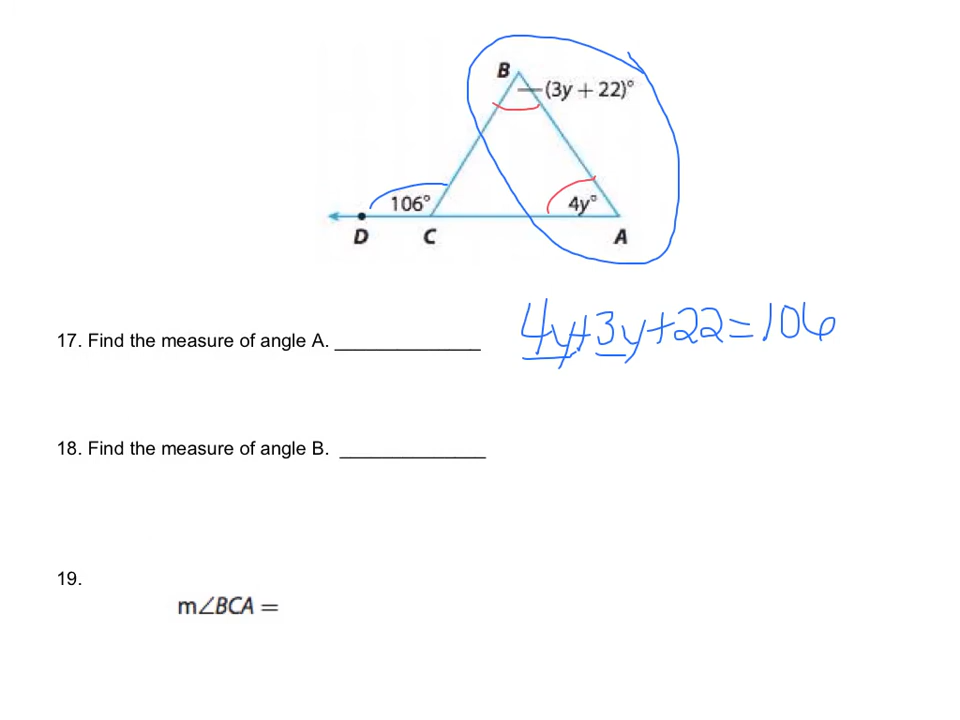 B
(3y + 22)°
106°
4y°
D
C
A
4y+3y+22=106
17. Find the measure of angle A. ______________
18. Find the measure of angle B. ______________
19.
m∠BCA =